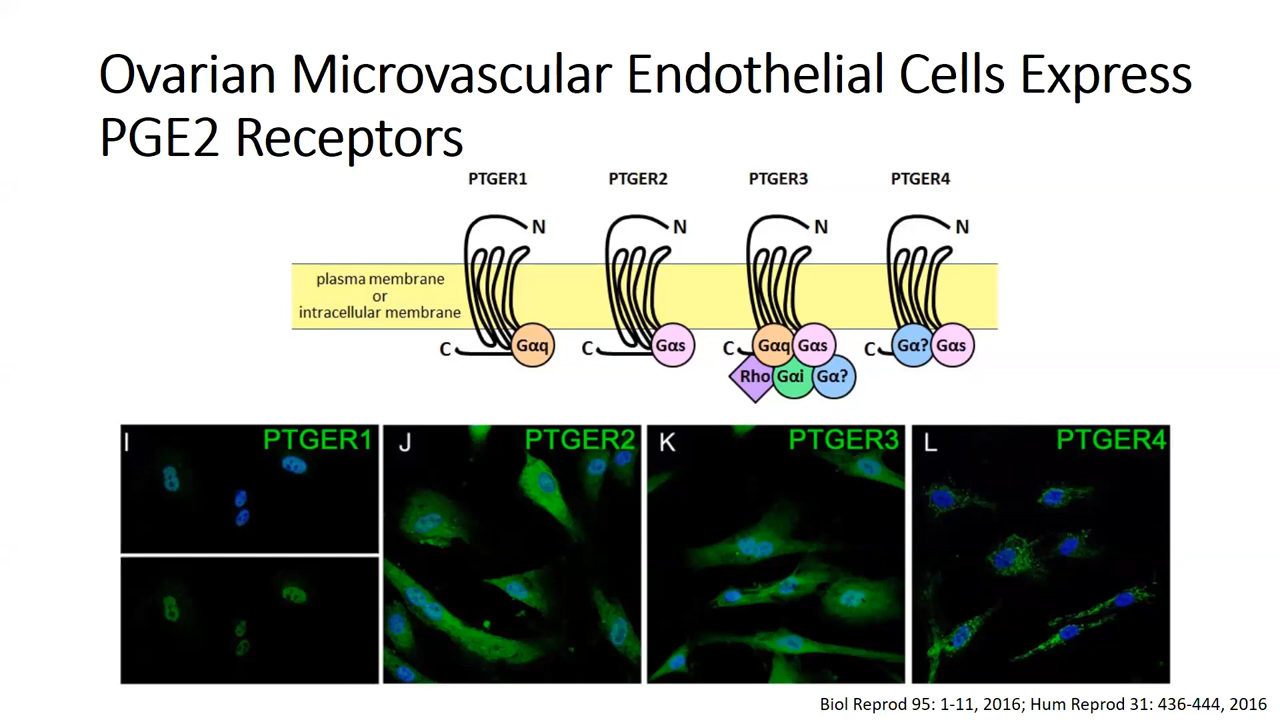 Ovarian Microvascular Endothelial Cells Express
PGE2 Receptors
PTGER1 PTGER2 PTGER3 PTGER4
N N N N
plasma membrane
or
intracellular membrane
C Gαq C Gαs C Gαq Gαs C Gα? Gαs
Rho Gαi Gα?
I PTGER1 J PTGER2 K PTGER3 L PTGER4
Biol Reprod 95: 1-11, 2016; Hum Reprod 31: 436-444, 2016